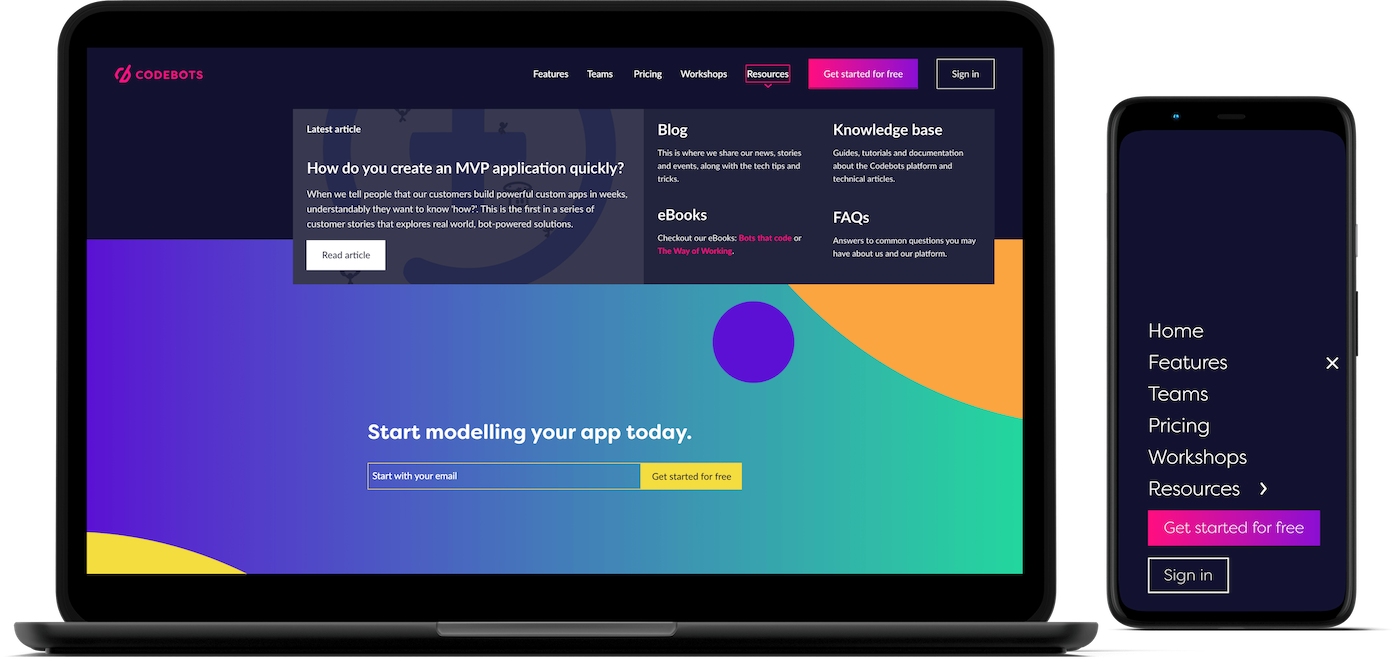 CODEBOTS
Features
Teams
Pricing
Workshops
Resources
Get started for free
Sign in
Latest article
How do you create an MVP application quickly?
When we tell people that our customers build powerful custom apps in weeks,
understandably they want to know 'how?'. This is the first in a series of
customer stories that explores real world, bot-powered solutions.
Read article
Blog
This is where we share our news, stories
and events, along with the tech tips and
tricks.
eBooks
Checkout our eBooks: Bots that code or
The Way of Working.
Knowledge base
Guides, tutorials and documentation
about the Codebots platform and
technical articles.
FAQs
Answers to common questions you may
have about us and our platform.
Start modelling your app today.
Start with your email
Get started for free
Home
Features
Teams
Pricing
Workshops
Resources
Get started for free
Sign in